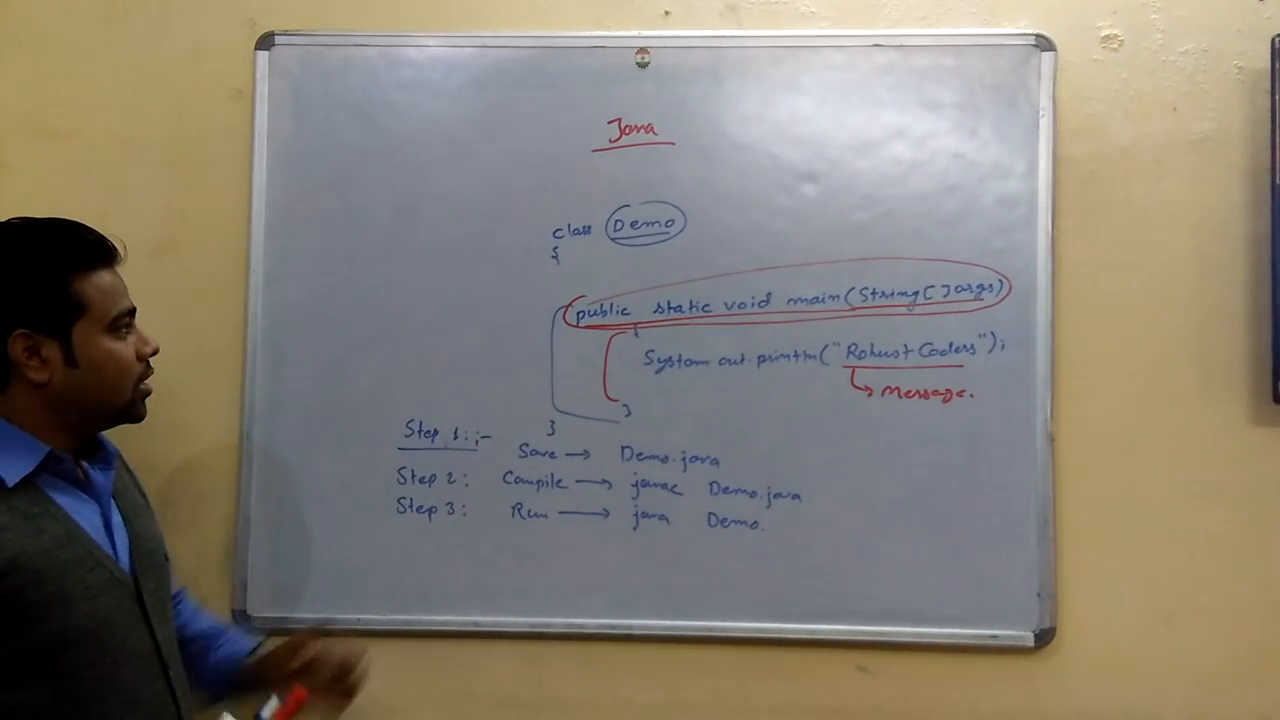 Java
class Demo
{
public static void main(String[]args)
{
System.out.println("Robust Coders");
Message.
}
}
Step 1:;-
Save → Demo.java
Step 2: Compile → javac Demo.java
Step 3: Run → java Demo.